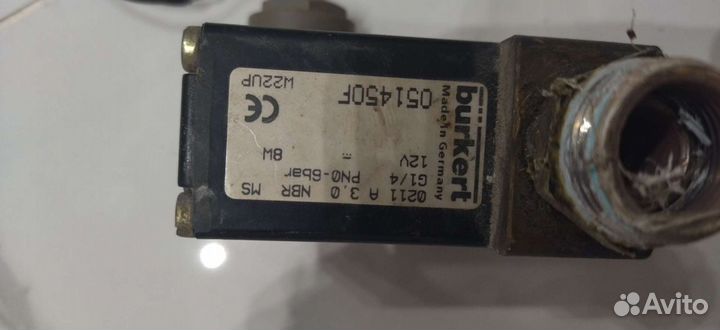 burkert
Made in Germany
0211 A 3,0 NBR MS
G1/4 PN0-6bar
12V ⎓ 8W
051450F
CE W22UP
Avito